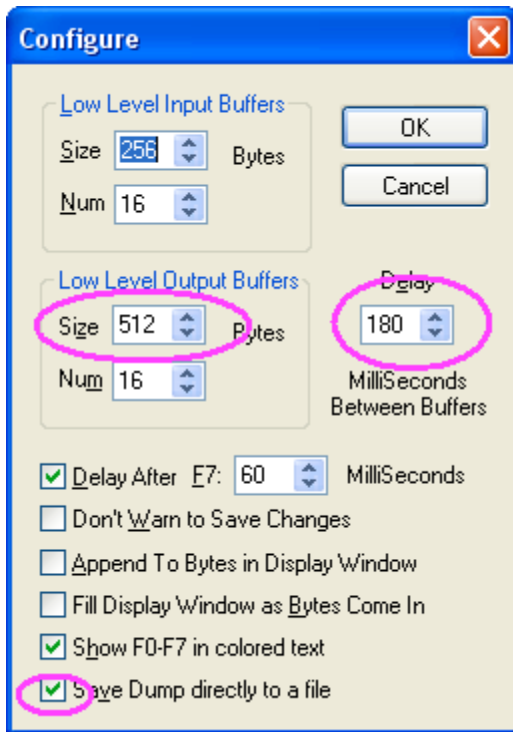 Configure
Low Level Input Buffers
Size 256 Bytes
Num 16
OK
Cancel
Low Level Output Buffers
Size 512 Bytes
Num 16
Delay
180
MilliSeconds
Between Buffers
Delay After F7: 60 MilliSeconds
Don't Warn to Save Changes
Append To Bytes in Display Window
Fill Display Window as Bytes Come In
Show F0-F7 in colored text
Save Dump directly to a file